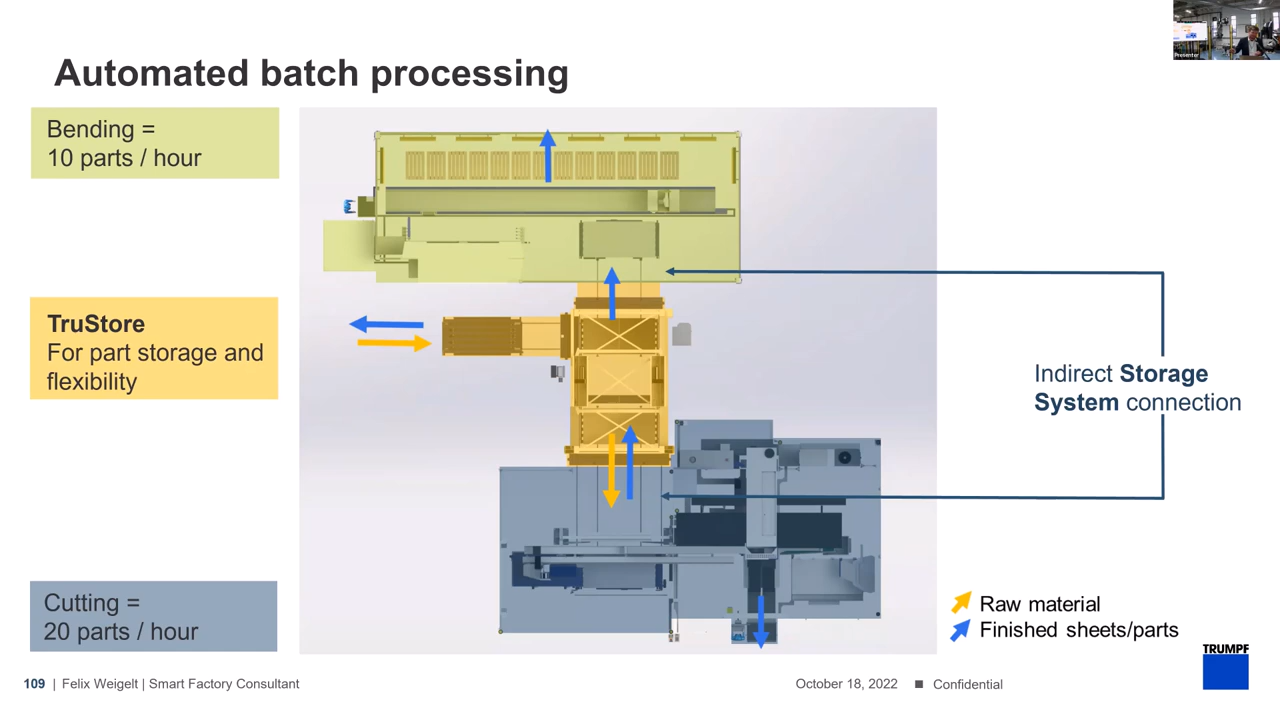 Automated batch processing
Bending =
10 parts / hour
TruStore
For part storage and
flexibility
Cutting =
20 parts / hour
Indirect Storage
System connection
Raw material
Finished sheets/parts
TRUMPF
109 | Felix Weigelt | Smart Factory Consultant
October 18, 2022 ■ Confidential
Presenter